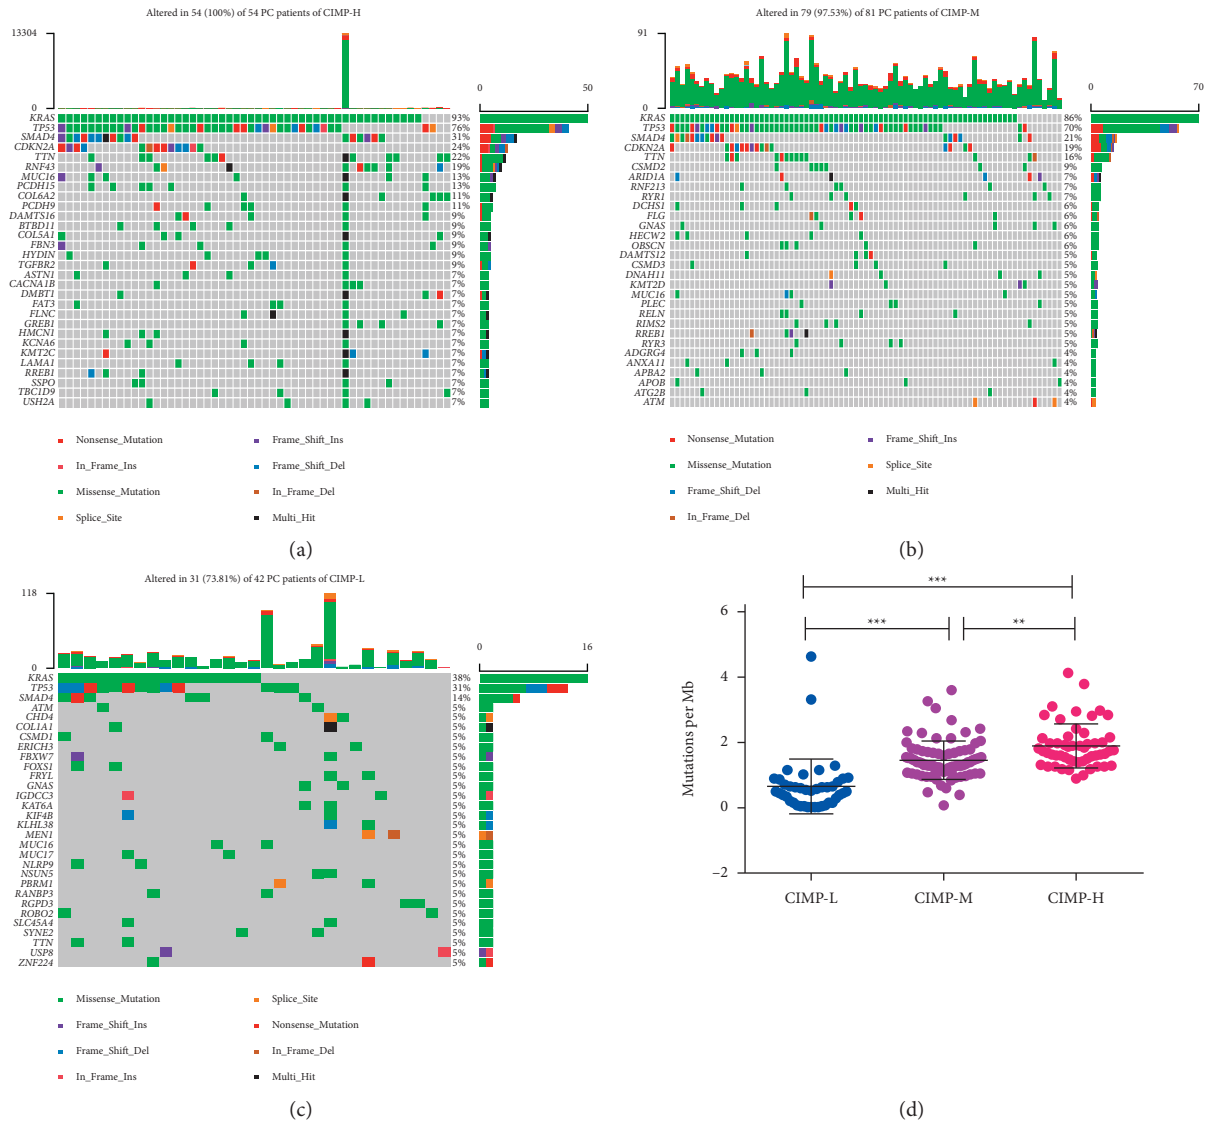 Altered in 54 (100%) of 54 PC patients of CIMP-H
13304
0
0 50
KRAS 93%
TP53 76%
SMAD4 31%
CDKN2A 24%
TTN 22%
RNF43 19%
MUC16 13%
PCDH15 13%
COL6A2 11%
PCDH9 11%
DAMTS16 9%
BTBD11 9%
COL5A1 9%
FBN3 9%
HYDIN 9%
TGFBR2 9%
ASTN1 7%
CACNA1B 7%
DMBT1 7%
FAT3 7%
FLNC 7%
GREB1 7%
HMCN1 7%
KCNA6 7%
KMT2C 7%
LAMA1 7%
RREB1 7%
SSPO 7%
TBC1D9 7%
USH2A 7%
Nonsense_Mutation Frame_Shift_Ins
In_Frame_Ins Frame_Shift_Del
Missense_Mutation In_Frame_Del
Splice_Site Multi_Hit
(a)
Altered in 79 (97.53%) of 81 PC patients of CIMP-M
91
0
0 70
KRAS 86%
TP53 70%
SMAD4 21%
CDKN2A 19%
TTN 16%
CSMD2 9%
ARID1A 7%
RNF213 7%
RYR1 7%
DCHS1 6%
FLG 6%
GNAS 6%
HECW2 6%
OBSCN 6%
DAMTS12 5%
CSMD3 5%
DNAH11 5%
KMT2D 5%
MUC16 5%
PLEC 5%
RELN 5%
RIMS2 5%
RREB1 5%
RYR3 5%
ADGRG4 4%
ANXA11 4%
APBA2 4%
APOB 4%
ATG2B 4%
ATM 4%
Nonsense_Mutation Frame_Shift_Ins
Missense_Mutation Splice_Site
Frame_Shift_Del Multi_Hit
In_Frame_Del
(b)
Altered in 31 (73.81%) of 42 PC patients of CIMP-L
118
0
0 16
KRAS 38%
TP53 31%
SMAD4 14%
ATM 5%
CHD4 5%
COL1A1 5%
CSMD1 5%
ERICH3 5%
FBXW7 5%
FOXS1 5%
FRYL 5%
GNAS 5%
IGDCC3 5%
KAT6A 5%
KIF4B 5%
KLHL38 5%
MEN1 5%
MUC16 5%
MUC17 5%
NLRP9 5%
NSUN5 5%
PBRM1 5%
RANBP3 5%
RGPD3 5%
ROBO2 5%
SLC45A4 5%
SYNE2 5%
TTN 5%
USP8 5%
ZNF224 5%
Missense_Mutation Splice_Site
Frame_Shift_Ins Nonsense_Mutation
Frame_Shift_Del In_Frame_Del
In_Frame_Ins Multi_Hit
(c)
***
*** **
Mutations per Mb
6
4
2
0
−2
CIMP-L CIMP-M CIMP-H
(d)